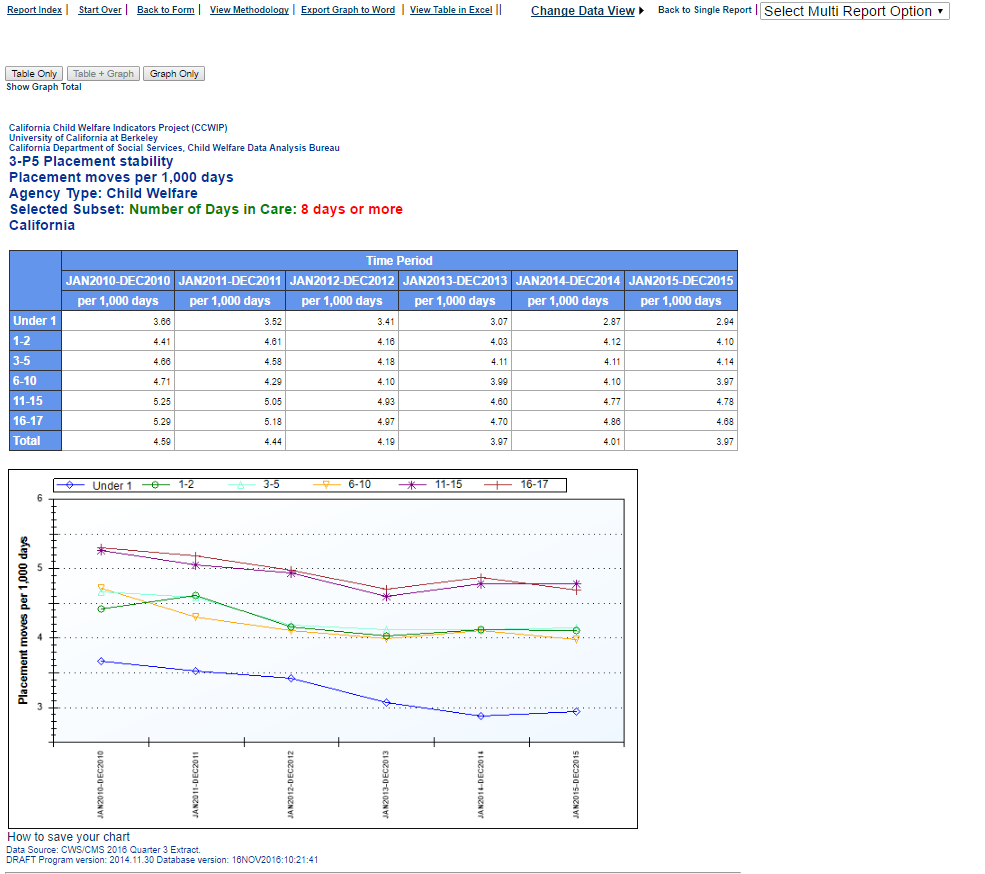 Report Index | Start Over | Back to Form | View Methodology | Export Graph to Word | View Table in Excel || Change Data View Back to Single Report | Select Multi Report Option
Table Only Table + Graph Graph Only
Show Graph Total
California Child Welfare Indicators Project (CCWIP)
University of California at Berkeley
California Department of Social Services, Child Welfare Data Analysis Bureau
3-P5 Placement stability
Placement moves per 1,000 days
Agency Type: Child Welfare
Selected Subset: Number of Days in Care: 8 days or more
California
Time Period
JAN2010-DEC2010 JAN2011-DEC2011 JAN2012-DEC2012 JAN2013-DEC2013 JAN2014-DEC2014 JAN2015-DEC2015
per 1,000 days per 1,000 days per 1,000 days per 1,000 days per 1,000 days per 1,000 days
Under 1 3.66 3.52 3.41 3.07 2.87 2.94
1-2 4.41 4.61 4.16 4.03 4.12 4.10
3-5 4.66 4.58 4.18 4.11 4.11 4.14
6-10 4.71 4.29 4.10 3.99 4.10 3.97
11-15 5.25 5.05 4.93 4.60 4.77 4.78
16-17 5.29 5.18 4.97 4.70 4.86 4.68
Total 4.59 4.44 4.19 3.97 4.01 3.97
Under 1 1-2 3-5 6-10 11-15 16-17
Placement moves per 1,000 days
6
5
4
3
JAN2010-DEC2010 JAN2011-DEC2011 JAN2012-DEC2012 JAN2013-DEC2013 JAN2014-DEC2014 JAN2015-DEC2015
How to save your chart
Data Source: CWS/CMS 2016 Quarter 3 Extract.
DRAFT Program version: 2014.11.30 Database version: 16NOV2016:10:21:41